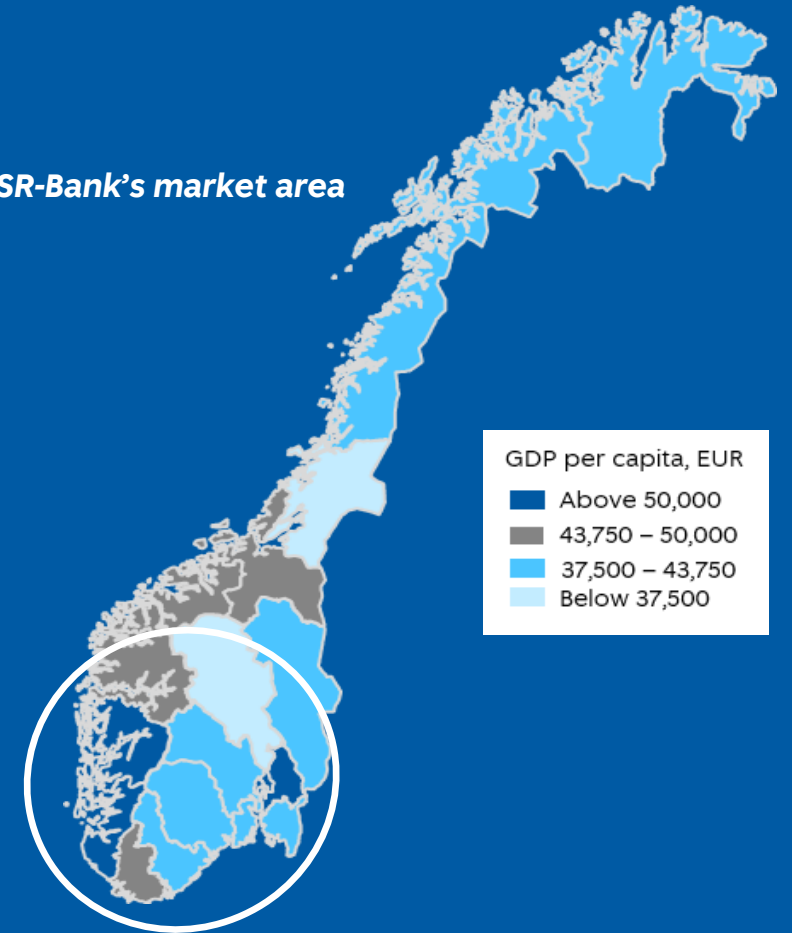 SR-Bank’s market area
GDP per capita, EUR
Above 50,000
43,750 – 50,000
37,500 – 43,750
Below 37,500